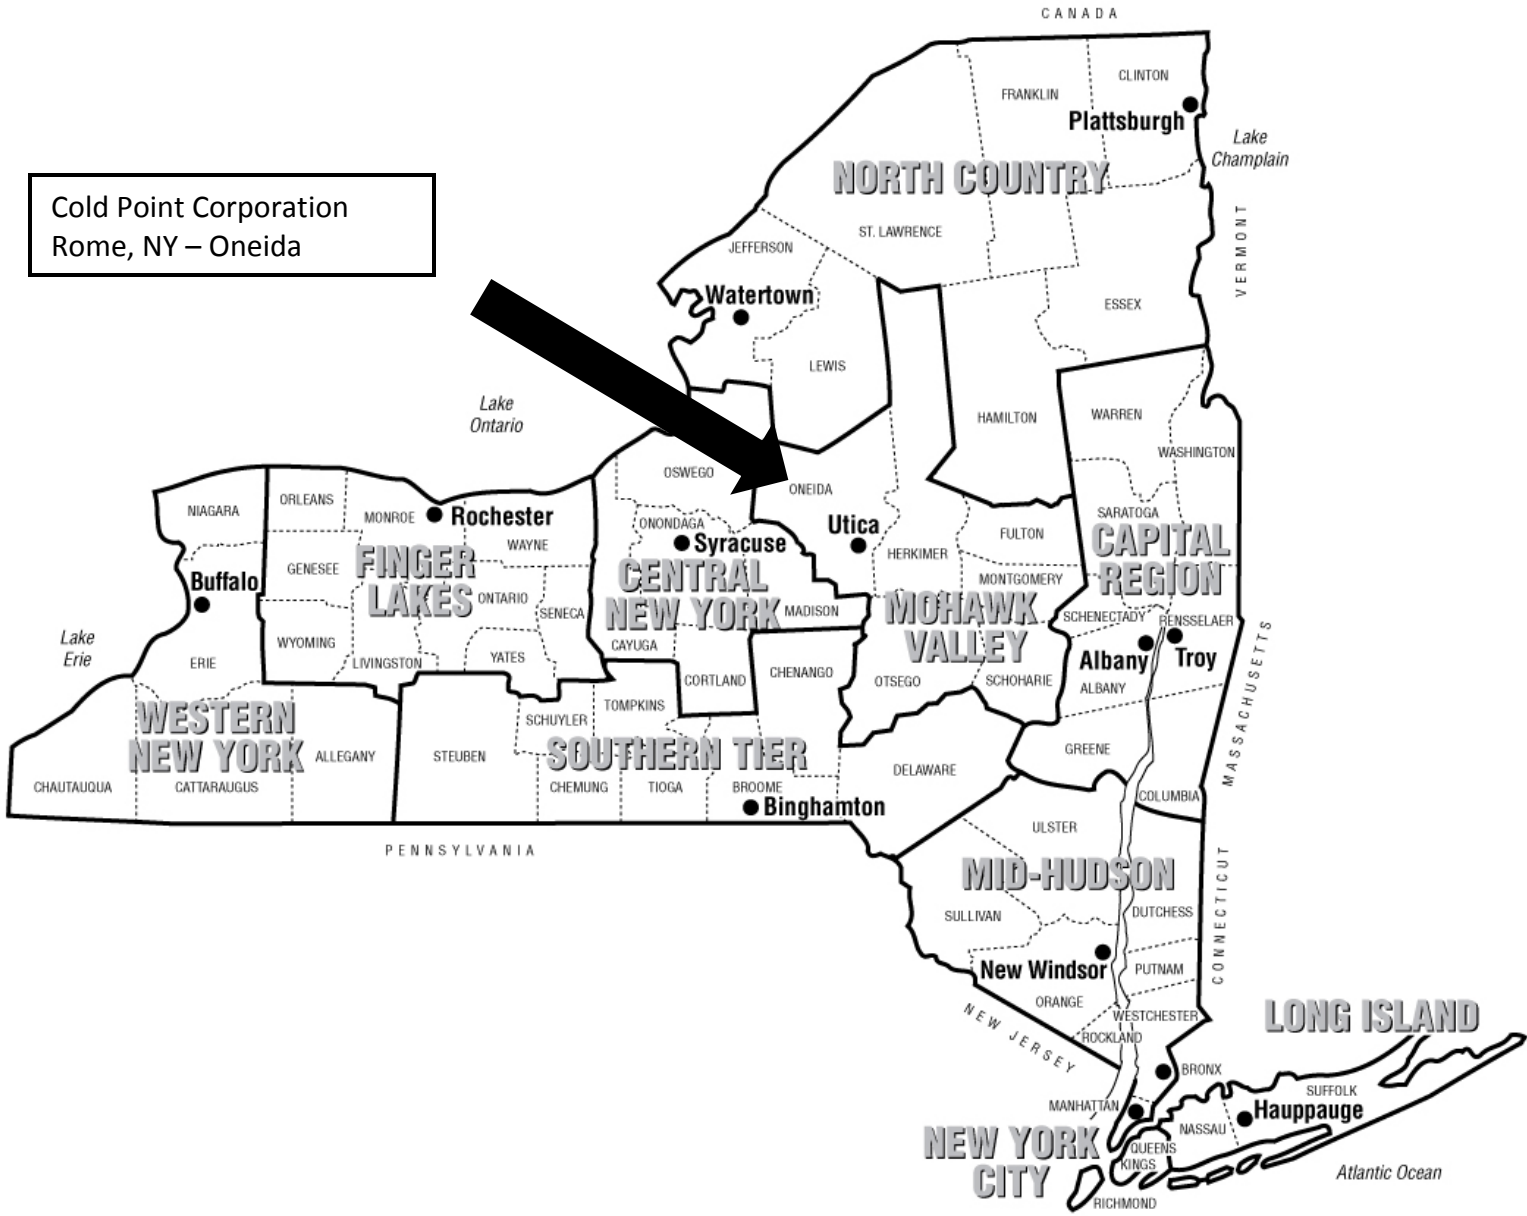 CANADA
CLINTON
FRANKLIN
Plattsburgh
Lake
Champlain
NORTH COUNTRY
Cold Point Corporation
Rome, NY – Oneida
VERMONT
ST. LAWRENCE
JEFFERSON
Watertown
ESSEX
LEWIS
Lake
Ontario
HAMILTON
WARREN
WASHINGTON
OSWEGO
ONEIDA
NIAGARA
ORLEANS
MONROE
Rochester
ONONDAGA
Syracuse
Utica
SARATOGA
FULTON
CAPITAL
REGION
WAYNE
HERKIMER
FINGER
LAKES
GENESEE
CENTRAL
NEW YORK
MONTGOMERY
Buffalo
ONTARIO
SENECA
MADISON
MOHAWK
VALLEY
SCHENECTADY
RENSSELAER
Lake
Erie
WYOMING
CAYUGA
ERIE
LIVINGSTON
YATES
CHENANGO
Albany
Troy
CORTLAND
OTSEGO
SCHOHARIE
ALBANY
MASSACHUSETTS
WESTERN
NEW YORK
TOMPKINS
SCHUYLER
SOUTHERN TIER
ALLEGANY
STEUBEN
GREENE
DELAWARE
CHAUTAUQUA
CATTARAUGUS
CHEMUNG
TIOGA
BROOME
COLUMBIA
Binghamton
ULSTER
PENNSYLVANIA
MID-HUDSON
CONNECTICUT
SULLIVAN
DUTCHESS
New Windsor
PUTNAM
ORANGE
WESTCHESTER
LONG ISLAND
NEW JERSEY
ROCKLAND
BRONX
SUFFOLK
MANHATTAN
Hauppauge
NASSAU
NEW YORK
CITY
QUEENS
KINGS
Atlantic Ocean
RICHMOND